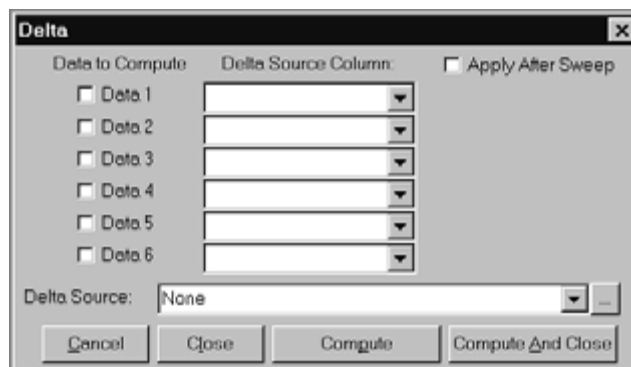 Delta
Data to Compute Delta Source Column: Apply After Sweep
Data 1
Data 2
Data 3
Data 4
Data 5
Data 6
Delta Source: None ...
Cancel Close Compute Compute And Close